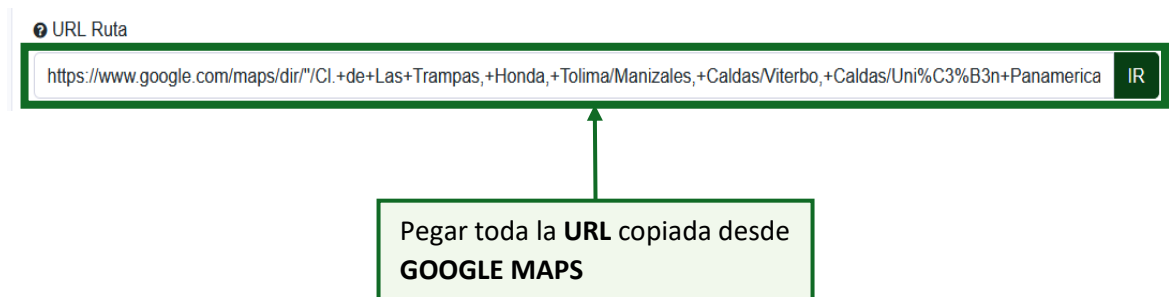 URL Ruta
https://www.google.com/maps/dir/"/Cl.+de+Las+Trampas,+Honda,+Tolima/Manizales,+Caldas/Viterbo,+Caldas/Uni%C3%B3n+Panamerica IR
Pegar toda la URL copiada desde
GOOGLE MAPS